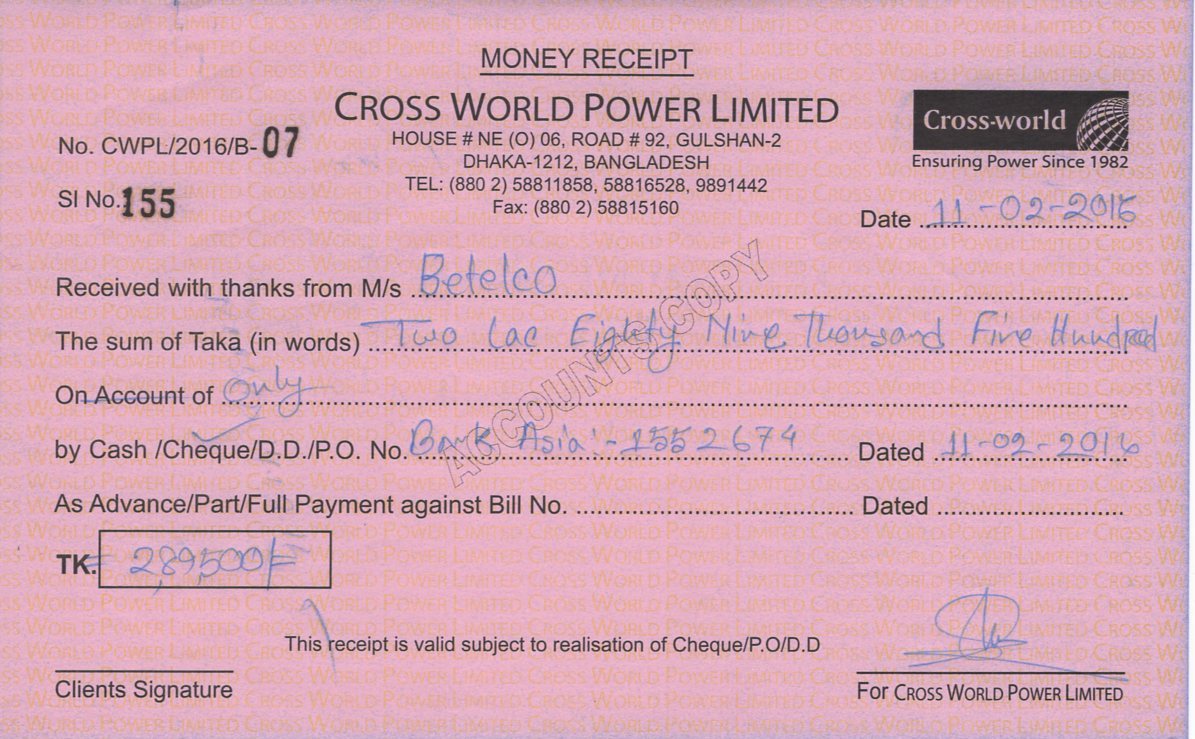 MONEY RECEIPT
CROSS WORLD POWER LIMITED
HOUSE # NE (O) 06, ROAD # 92, GULSHAN-2
DHAKA-1212, BANGLADESH
TEL: (880 2) 58811858, 58816528, 9891442
Fax: (880 2) 58815160
Cross-world
Ensuring Power Since 1982
No. CWPL/2016/B-07
Sl No.155
Date 11-02-2016
Received with thanks from M/s Betelco
The sum of Taka (in words) Two Lac Eighty Nine Thousand Five Hundred
On Account of Only
by Cash /Cheque/D.D./P.O. No. Bank Asia:-1552674 Dated 11-02-2016
As Advance/Part/Full Payment against Bill No. Dated
TK. 289,500/=
ACCOUNTS COPY
This receipt is valid subject to realisation of Cheque/P.O/D.D
Clients Signature
For CROSS WORLD POWER LIMITED